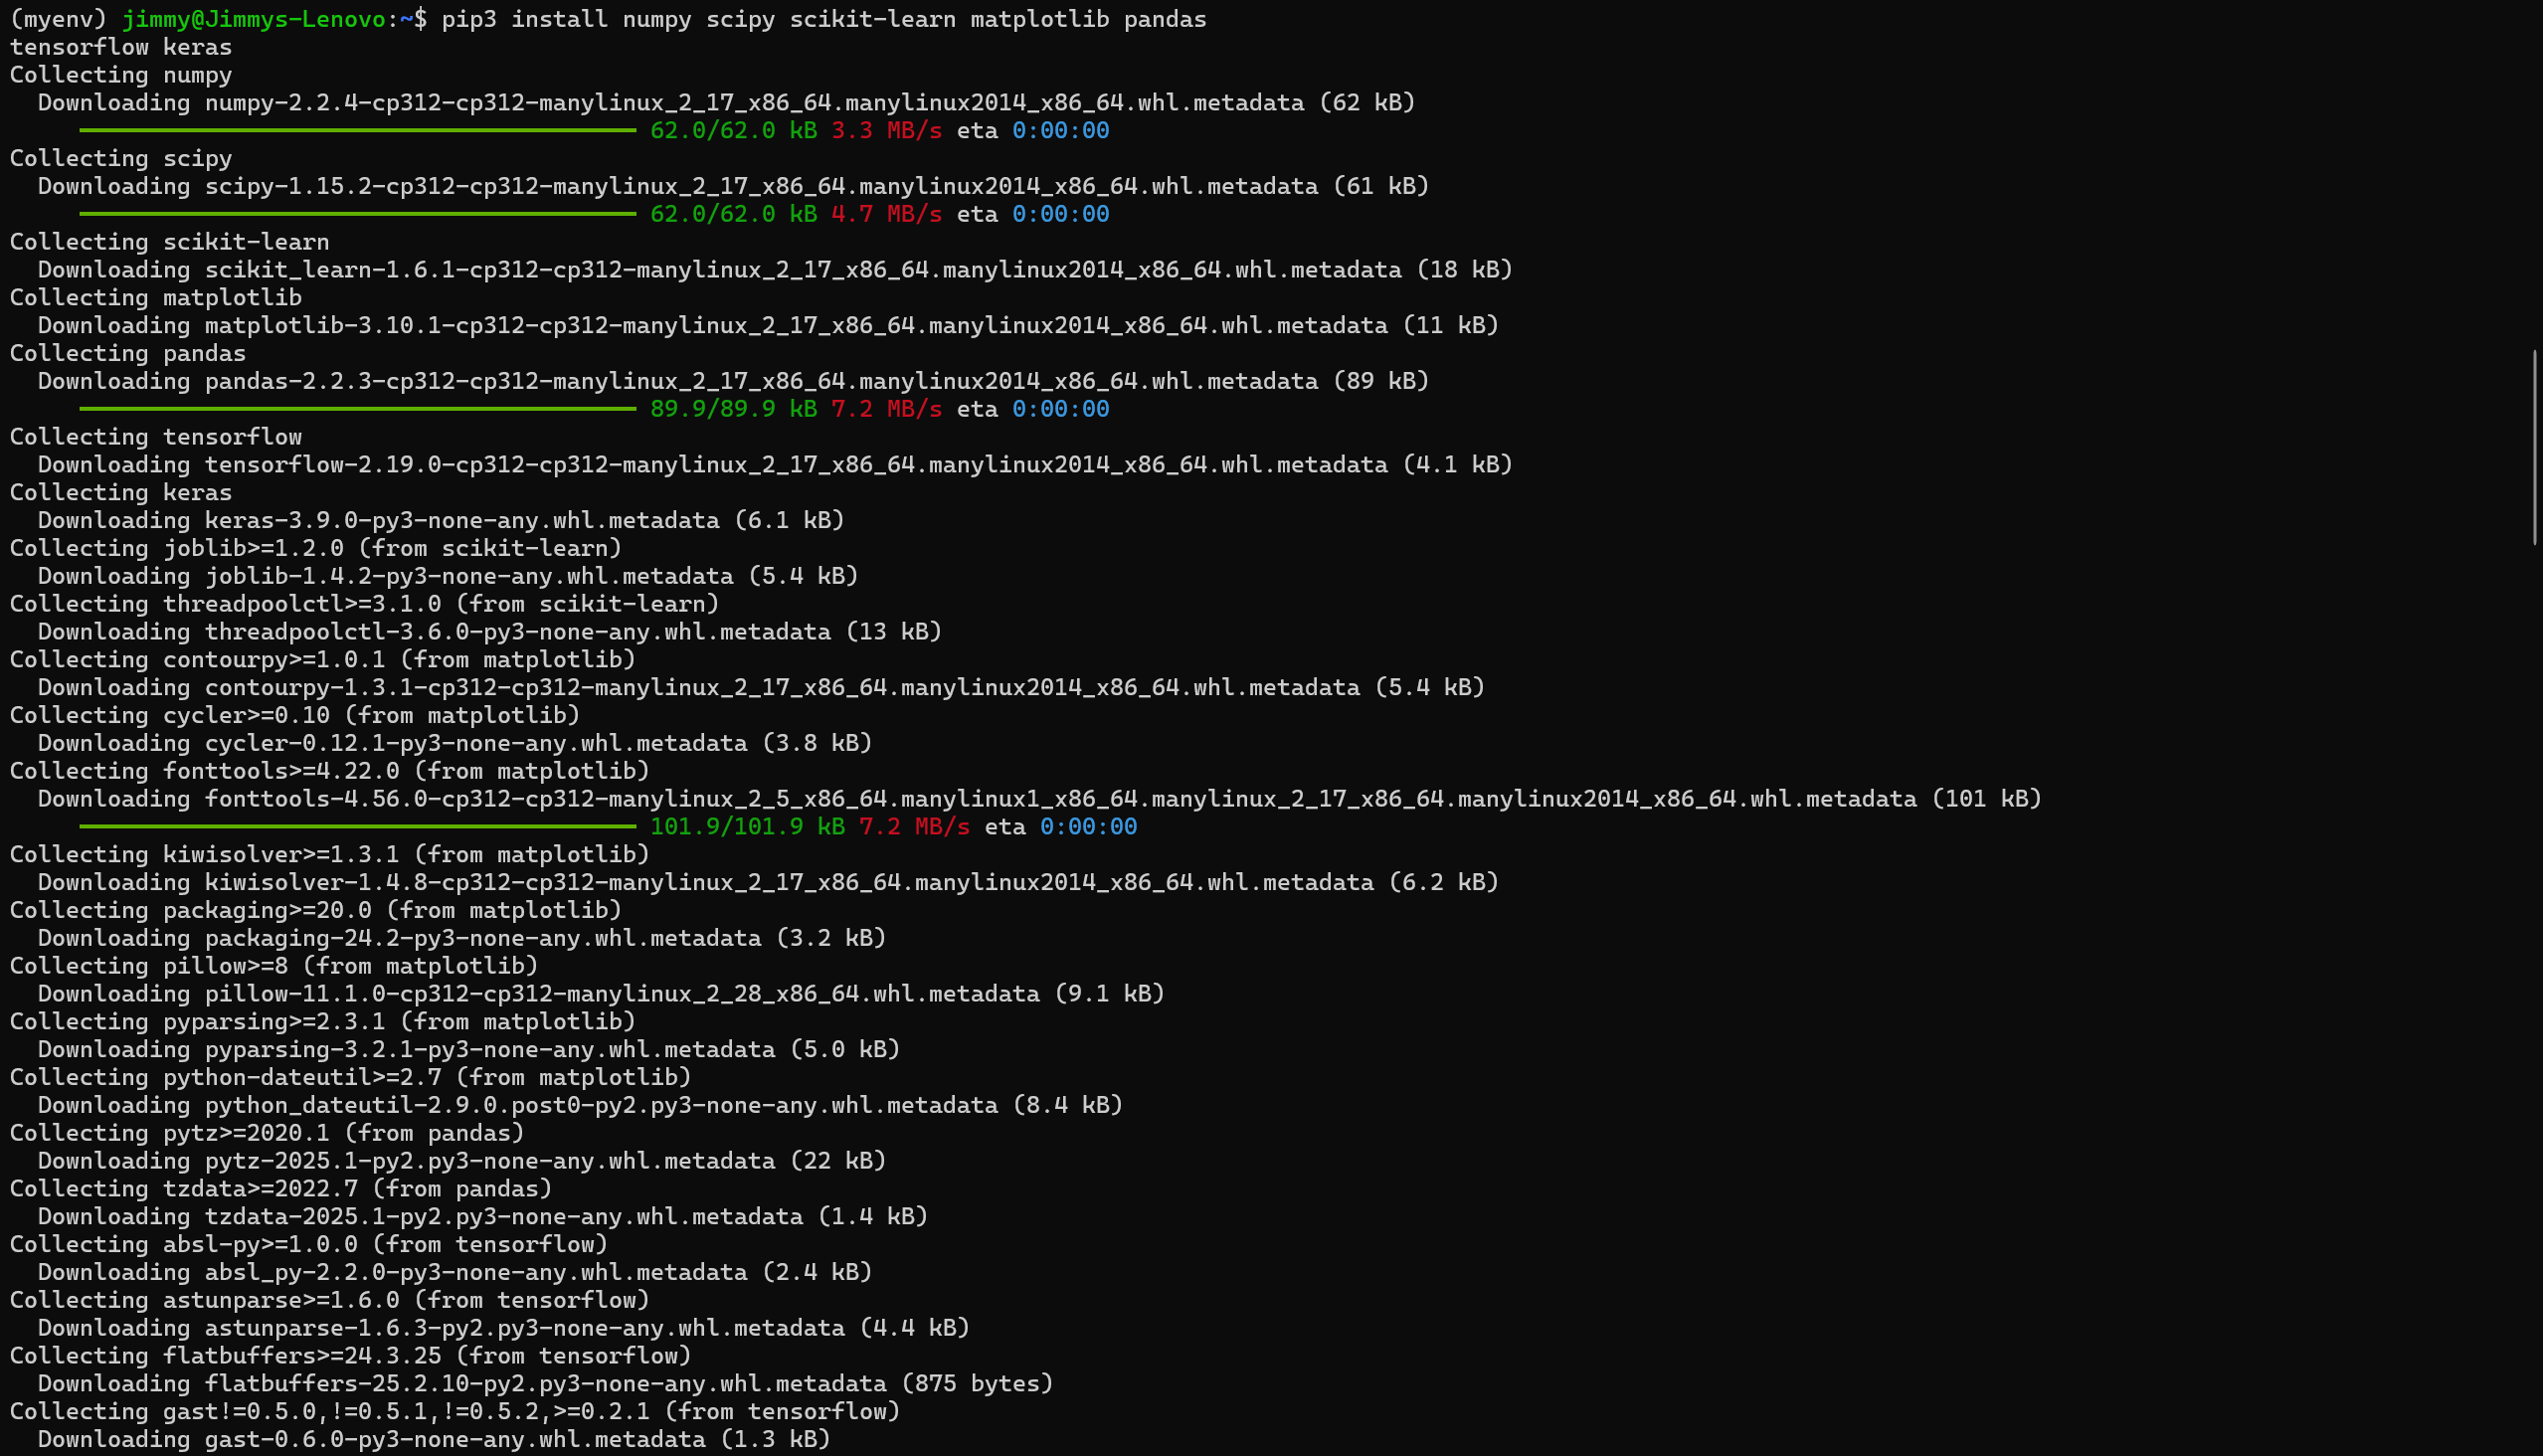 (myenv) jimmy@Jimmys-Lenovo:~$ pip3 install numpy scipy scikit-learn matplotlib pandas
tensorflow keras
Collecting numpy
  Downloading numpy-2.2.4-cp312-cp312-manylinux_2_17_x86_64.manylinux2014_x86_64.whl.metadata (62 kB)
62.0/62.0 kB 3.3 MB/s eta 0:00:00
Collecting scipy
  Downloading scipy-1.15.2-cp312-cp312-manylinux_2_17_x86_64.manylinux2014_x86_64.whl.metadata (61 kB)
62.0/62.0 kB 4.7 MB/s eta 0:00:00
Collecting scikit-learn
  Downloading scikit_learn-1.6.1-cp312-cp312-manylinux_2_17_x86_64.manylinux2014_x86_64.whl.metadata (18 kB)
Collecting matplotlib
  Downloading matplotlib-3.10.1-cp312-cp312-manylinux_2_17_x86_64.manylinux2014_x86_64.whl.metadata (11 kB)
Collecting pandas
  Downloading pandas-2.2.3-cp312-cp312-manylinux_2_17_x86_64.manylinux2014_x86_64.whl.metadata (89 kB)
89.9/89.9 kB 7.2 MB/s eta 0:00:00
Collecting tensorflow
  Downloading tensorflow-2.19.0-cp312-cp312-manylinux_2_17_x86_64.manylinux2014_x86_64.whl.metadata (4.1 kB)
Collecting keras
  Downloading keras-3.9.0-py3-none-any.whl.metadata (6.1 kB)
Collecting joblib>=1.2.0 (from scikit-learn)
  Downloading joblib-1.4.2-py3-none-any.whl.metadata (5.4 kB)
Collecting threadpoolctl>=3.1.0 (from scikit-learn)
  Downloading threadpoolctl-3.6.0-py3-none-any.whl.metadata (13 kB)
Collecting contourpy>=1.0.1 (from matplotlib)
  Downloading contourpy-1.3.1-cp312-cp312-manylinux_2_17_x86_64.manylinux2014_x86_64.whl.metadata (5.4 kB)
Collecting cycler>=0.10 (from matplotlib)
  Downloading cycler-0.12.1-py3-none-any.whl.metadata (3.8 kB)
Collecting fonttools>=4.22.0 (from matplotlib)
  Downloading fonttools-4.56.0-cp312-cp312-manylinux_2_5_x86_64.manylinux1_x86_64.manylinux_2_17_x86_64.manylinux2014_x86_64.whl.metadata (101 kB)
101.9/101.9 kB 7.2 MB/s eta 0:00:00
Collecting kiwisolver>=1.3.1 (from matplotlib)
  Downloading kiwisolver-1.4.8-cp312-cp312-manylinux_2_17_x86_64.manylinux2014_x86_64.whl.metadata (6.2 kB)
Collecting packaging>=20.0 (from matplotlib)
  Downloading packaging-24.2-py3-none-any.whl.metadata (3.2 kB)
Collecting pillow>=8 (from matplotlib)
  Downloading pillow-11.1.0-cp312-cp312-manylinux_2_28_x86_64.whl.metadata (9.1 kB)
Collecting pyparsing>=2.3.1 (from matplotlib)
  Downloading pyparsing-3.2.1-py3-none-any.whl.metadata (5.0 kB)
Collecting python-dateutil>=2.7 (from matplotlib)
  Downloading python_dateutil-2.9.0.post0-py2.py3-none-any.whl.metadata (8.4 kB)
Collecting pytz>=2020.1 (from pandas)
  Downloading pytz-2025.1-py2.py3-none-any.whl.metadata (22 kB)
Collecting tzdata>=2022.7 (from pandas)
  Downloading tzdata-2025.1-py2.py3-none-any.whl.metadata (1.4 kB)
Collecting absl-py>=1.0.0 (from tensorflow)
  Downloading absl_py-2.2.0-py3-none-any.whl.metadata (2.4 kB)
Collecting astunparse>=1.6.0 (from tensorflow)
  Downloading astunparse-1.6.3-py2.py3-none-any.whl.metadata (4.4 kB)
Collecting flatbuffers>=24.3.25 (from tensorflow)
  Downloading flatbuffers-25.2.10-py2.py3-none-any.whl.metadata (875 bytes)
Collecting gast!=0.5.0,!=0.5.1,!=0.5.2,>=0.2.1 (from tensorflow)
  Downloading gast-0.6.0-py3-none-any.whl.metadata (1.3 kB)